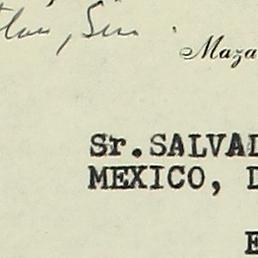 tlan, Sin.
Maza
Sr. SALVAD
MEXICO, D
E